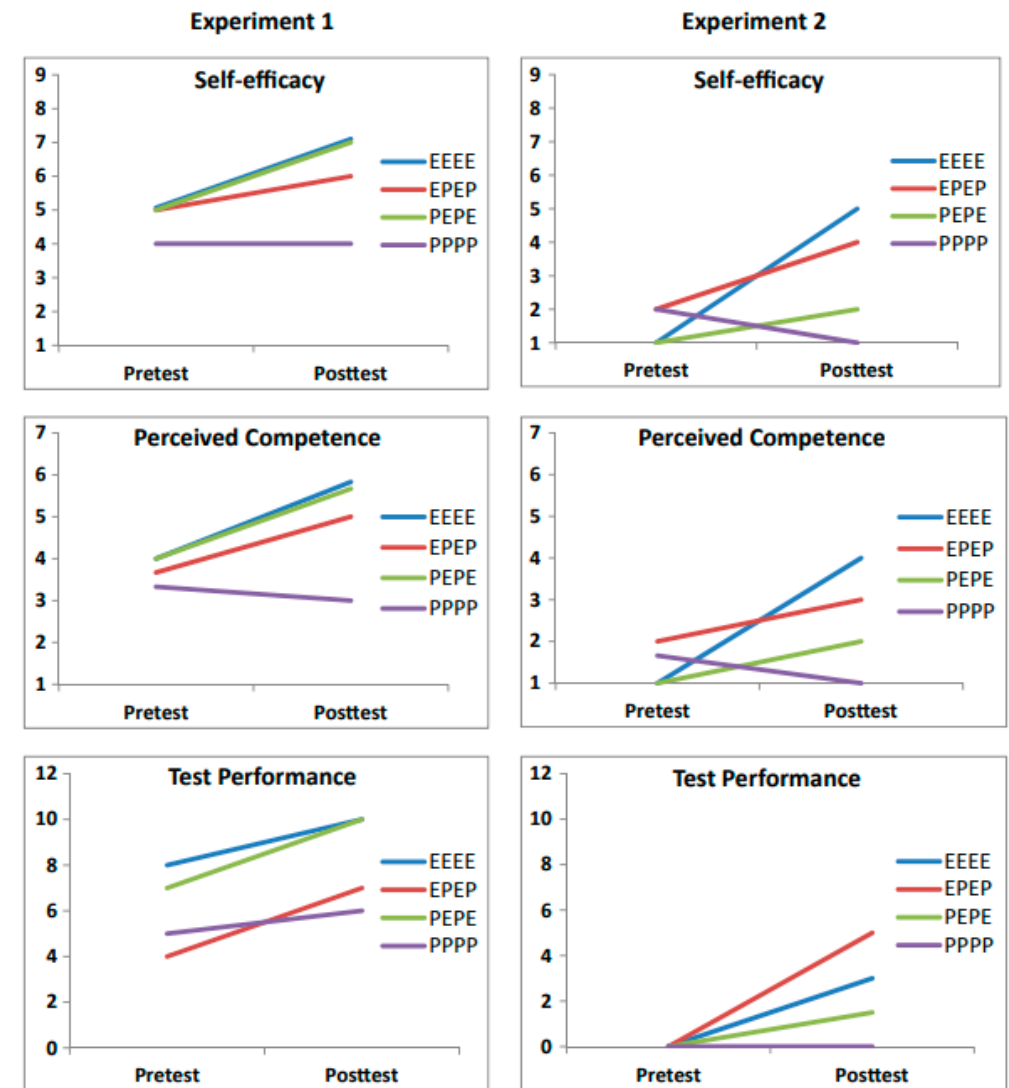 Experiment 1
Experiment 2
Self-efficacy
9
8
7
6
5
4
3
2
1
EEEE
EPEP
PEPE
PPPP
Pretest Posttest
Self-efficacy
9
8
7
6
5
4
3
2
1
EEEE
EPEP
PEPE
PPPP
Pretest Posttest
Perceived Competence
7
6
5
4
3
2
1
EEEE
EPEP
PEPE
PPPP
Pretest Posttest
Perceived Competence
7
6
5
4
3
2
1
EEEE
EPEP
PEPE
PPPP
Pretest Posttest
Test Performance
12
10
8
6
4
2
0
EEEE
EPEP
PEPE
PPPP
Pretest Posttest
Test Performance
12
10
8
6
4
2
0
EEEE
EPEP
PEPE
PPPP
Pretest Posttest